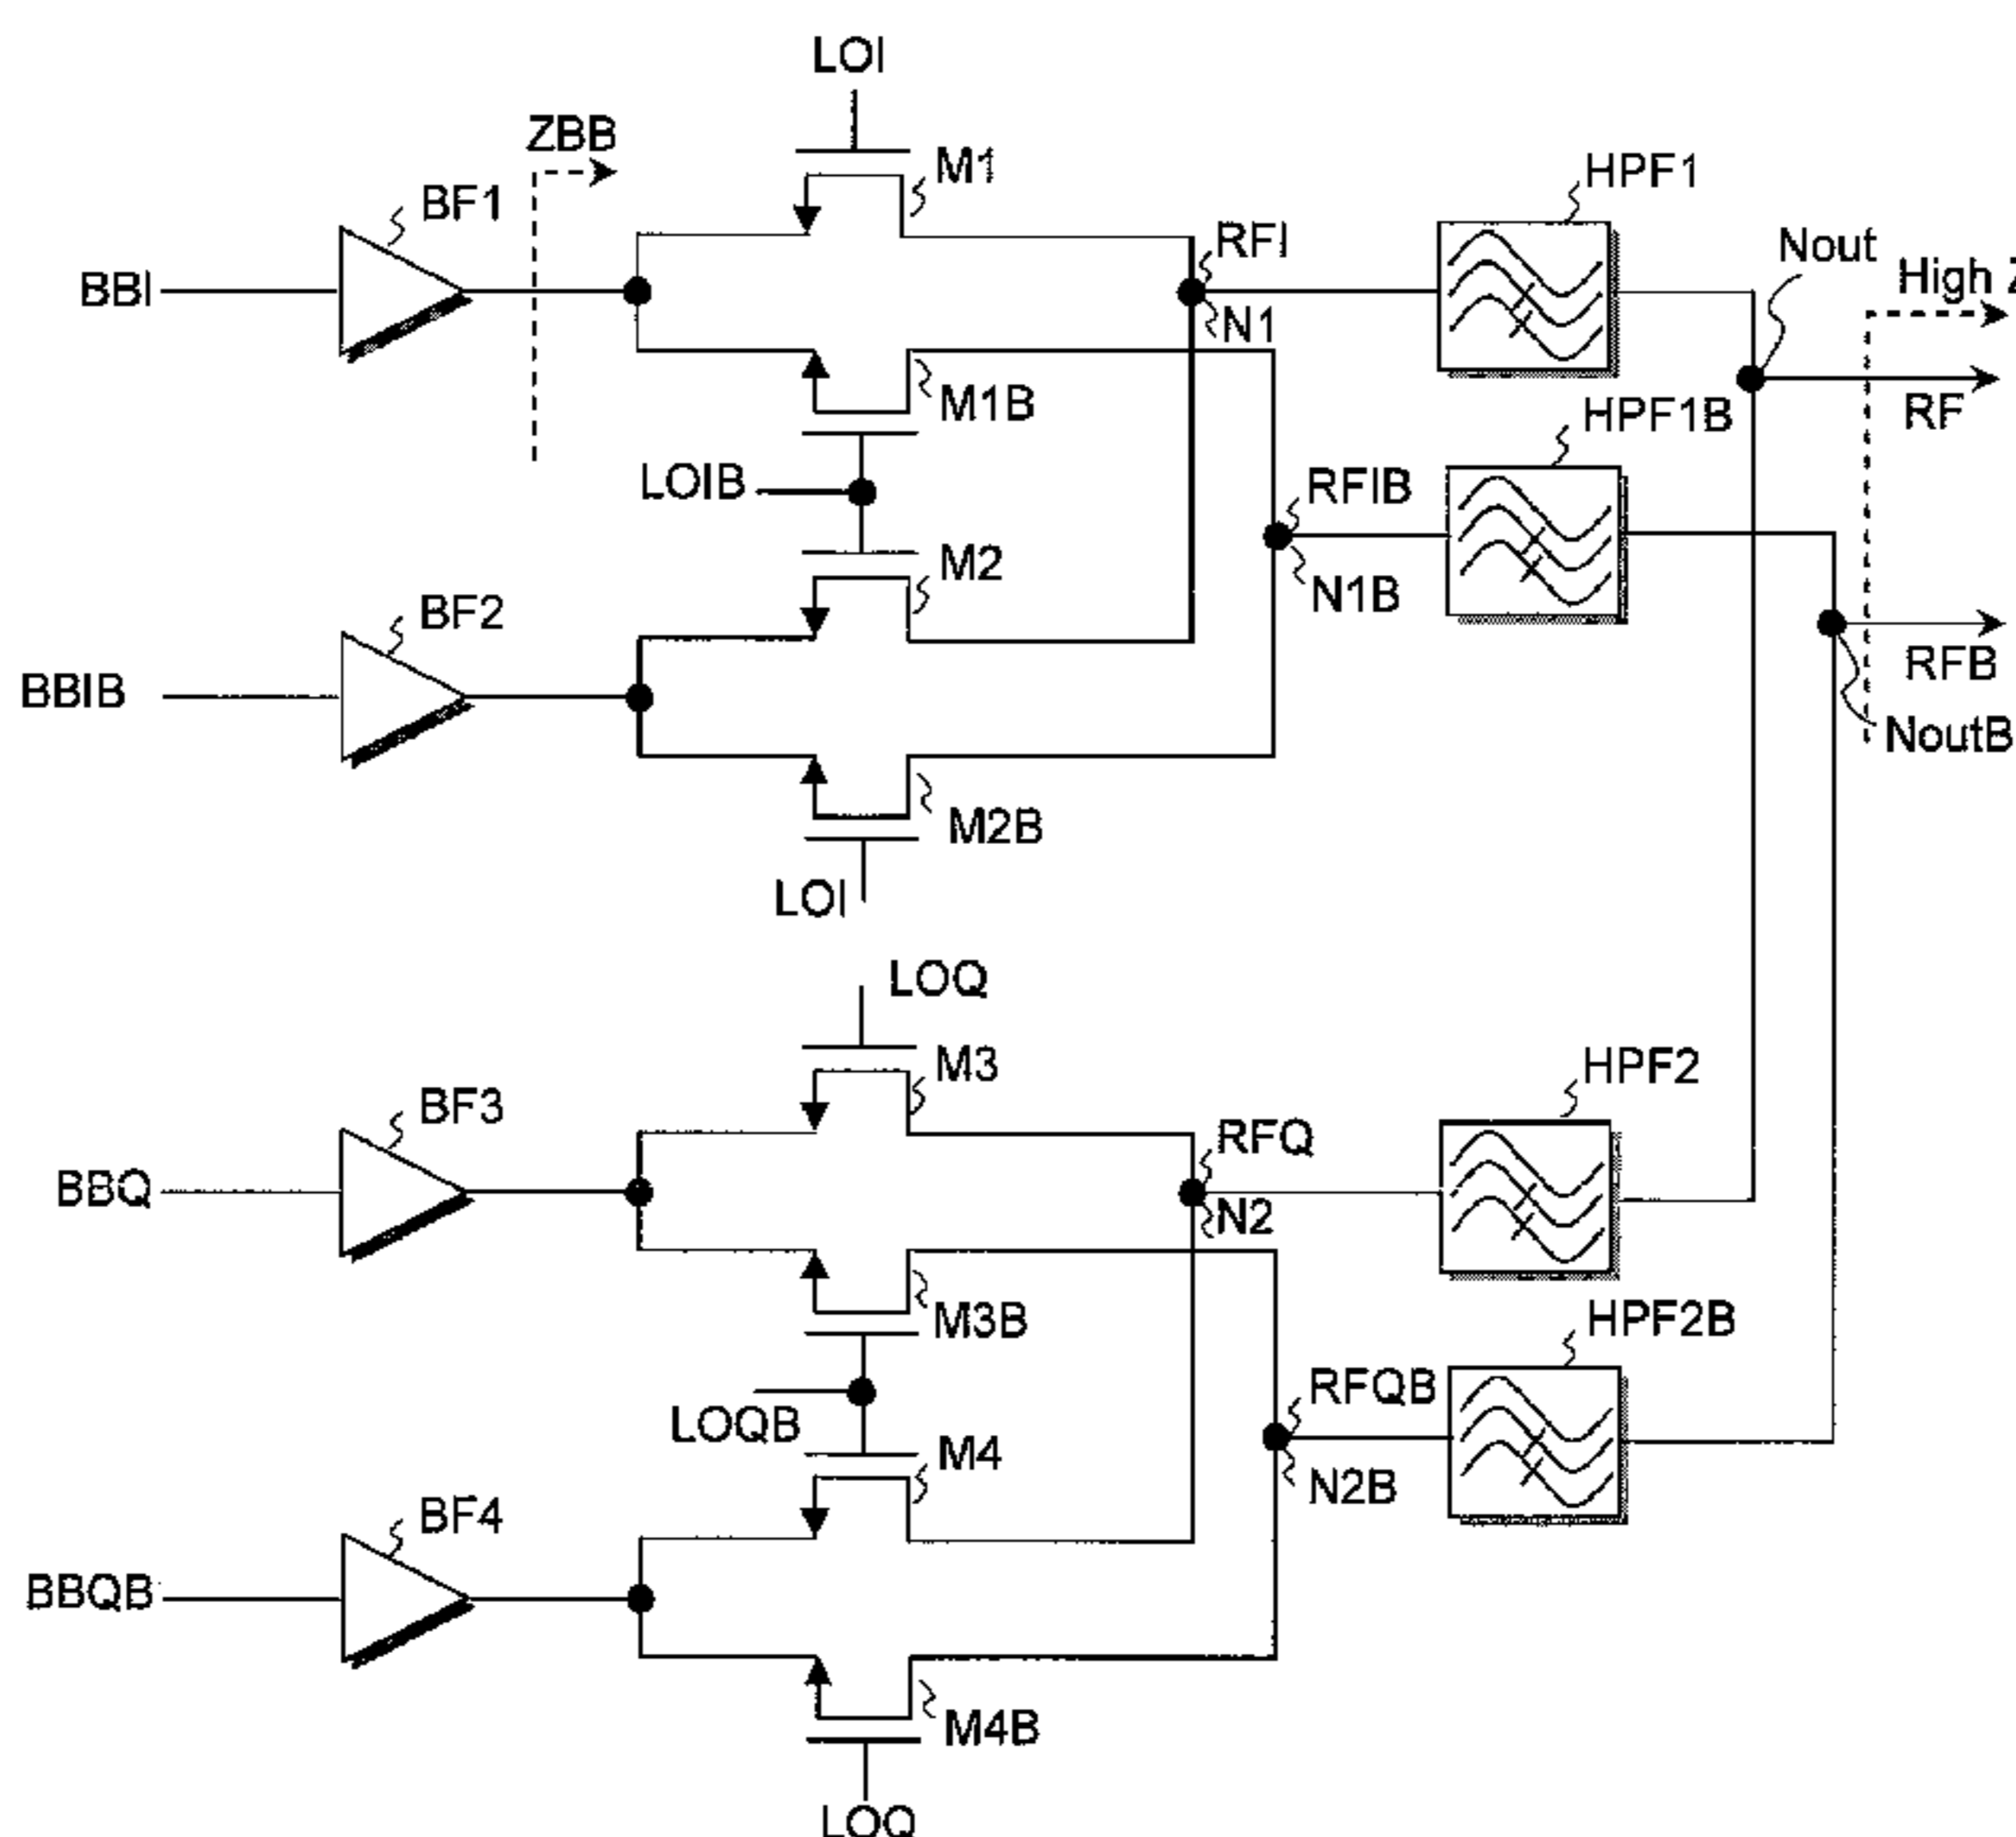 LOI
ZBB
M1
HPF1
BF1
Nout
RFI
High Z
BBI
N1
M1B
HPF1B
RF
LOIB
RFIB
M2
N1B
BF2
RFB
BBIB
NoutB
M2B
LOI
LOQ
M3
HPF2
BF3
RFQ
BBQ
N2
M3B
HPF2B
RFQB
LOQB
M4
N2B
BF4
BBQB
M4B
LOQ